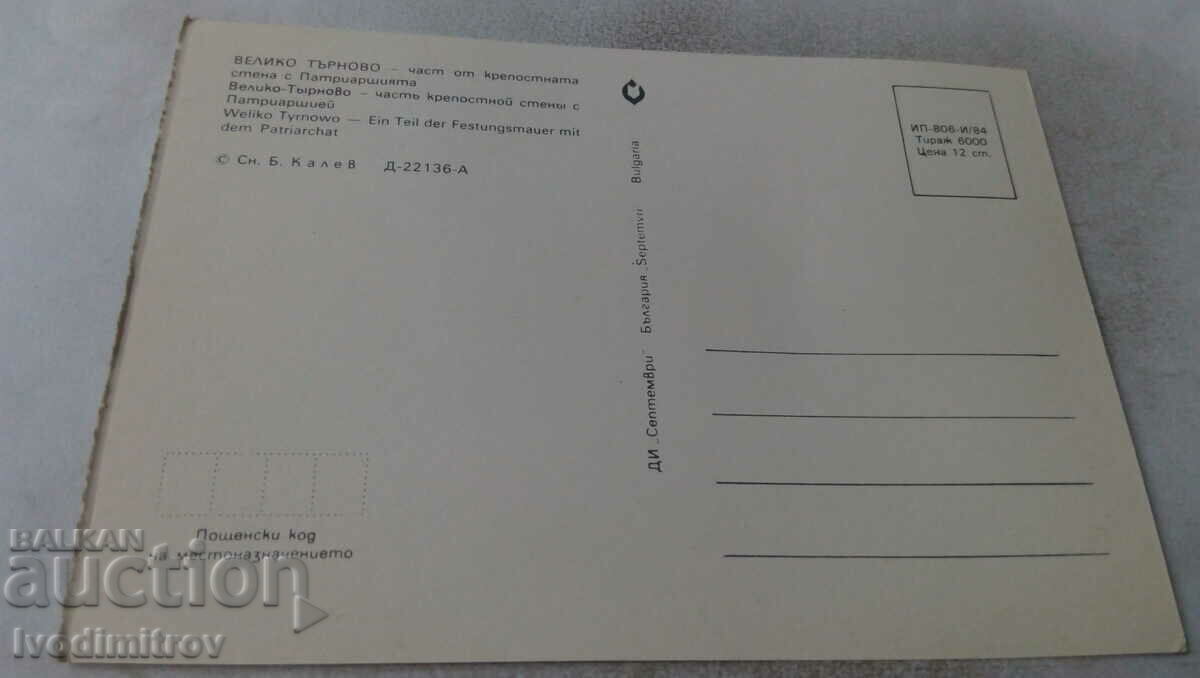 ВЕЛИКО ТЪРНОВО – част от крепостната
стена с Патриаршията
Велико-Тырново – часть крепостной стены с
Патриаршией
Weliko Tyrnowo — Ein Teil der Festungsmauer mit
dem Patriarchat
© Сн. Б. Калев Д-22136-А
ДИ „Септември" България „Septemvri Bulgaria
ИП-806-И/84
Тираж 6000
Цена 12 ст.
Пощенски код
на местоназначението
BALKAN
auction
Ivodimitrov